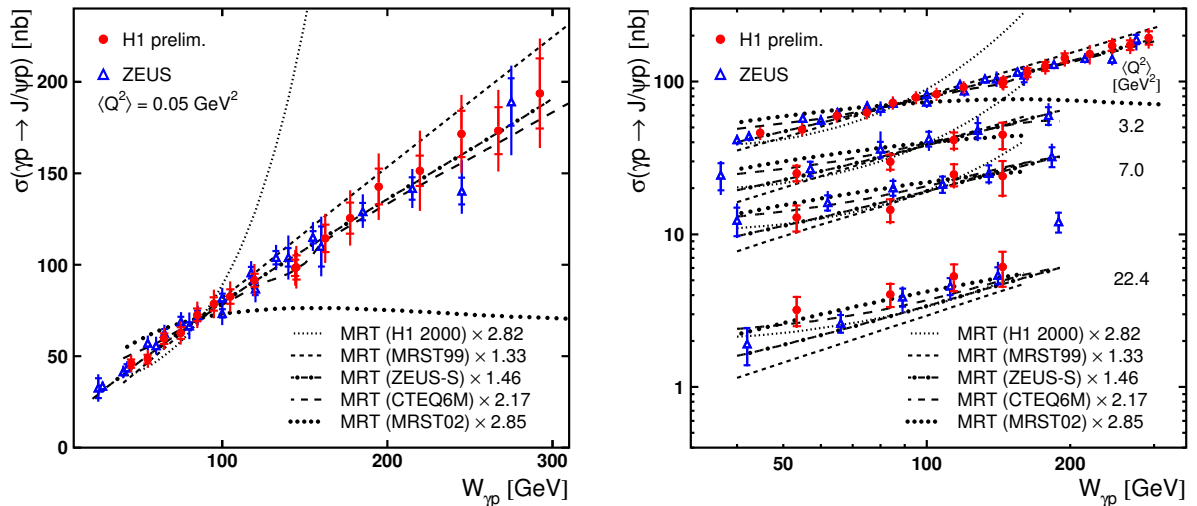 σ(γp → J/ψp) [nb]
200
150
100
50
0
H1 prelim.
ZEUS
⟨Q²⟩ = 0.05 GeV²
MRT (H1 2000) × 2.82
MRT (MRST99) × 1.33
MRT (ZEUS-S) × 1.46
MRT (CTEQ6M) × 2.17
MRT (MRST02) × 2.85
100
200
300
Wγp [GeV]
σ(γp → J/ψp) [nb]
100
10
1
H1 prelim.
ZEUS
⟨Q²⟩
[GeV²]
3.2
7.0
22.4
MRT (H1 2000) × 2.82
MRT (MRST99) × 1.33
MRT (ZEUS-S) × 1.46
MRT (CTEQ6M) × 2.17
MRT (MRST02) × 2.85
50
100
200
Wγp [GeV]